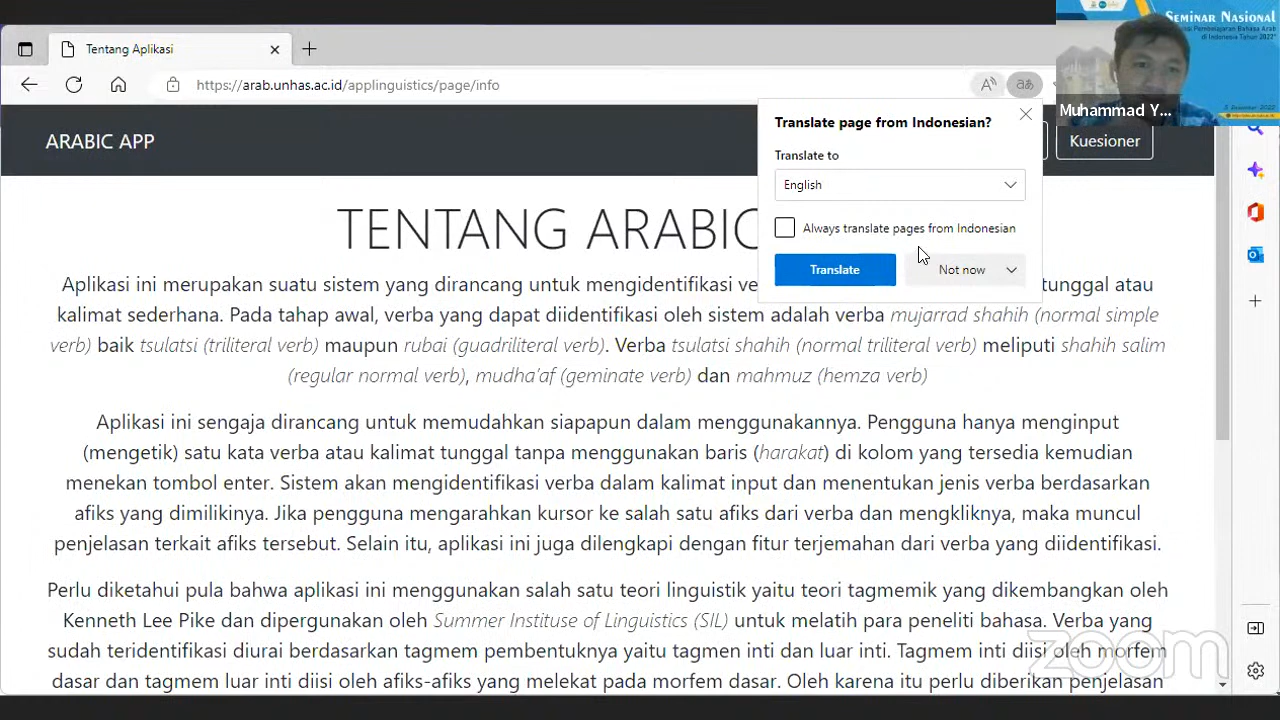 SEMINAR NASIONAL
Pembelajaran Bahasa Arab
di Indonesia Tahun 2022"
Muhammad Y...
Tentang Aplikasi
https://arab.unhas.ac.id/applinguistics/page/info
Translate page from Indonesian?
Translate to
English
Always translate pages from Indonesian
Translate
Not now
ARABIC APP
Kuesioner
TENTANG ARABIC
Aplikasi ini merupakan suatu sistem yang dirancang untuk mengidentifikasi ve tunggal atau
kalimat sederhana. Pada tahap awal, verba yang dapat diidentifikasi oleh sistem adalah verba mujarrad shahih (normal simple
verb) baik tsulatsi (triliteral verb) maupun rubai (guadriliteral verb). Verba tsulatsi shahih (normal triliteral verb) meliputi shahih salim
(regular normal verb), mudha'af (geminate verb) dan mahmuz (hemza verb)
Aplikasi ini sengaja dirancang untuk memudahkan siapapun dalam menggunakannya. Pengguna hanya menginput
(mengetik) satu kata verba atau kalimat tunggal tanpa menggunakan baris (harakat) di kolom yang tersedia kemudian
menekan tombol enter. Sistem akan mengidentifikasi verba dalam kalimat input dan menentukan jenis verba berdasarkan
afiks yang dimilikinya. Jika pengguna mengarahkan kursor ke salah satu afiks dari verba dan mengkliknya, maka muncul
penjelasan terkait afiks tersebut. Selain itu, aplikasi ini juga dilengkapi dengan fitur terjemahan dari verba yang diidentifikasi.
Perlu diketahui pula bahwa aplikasi ini menggunakan salah satu teori linguistik yaitu teori tagmemik yang dikembangkan oleh
Kenneth Lee Pike dan dipergunakan oleh Summer Instituse of Linguistics (SIL) untuk melatih para peneliti bahasa. Verba yang
sudah teridentifikasi diurai berdasarkan tagmem pembentuknya yaitu tagmen inti dan luar inti. Tagmem inti diisi oleh morfem
dasar dan tagmem luar inti diisi oleh afiks-afiks yang melekat pada morfem dasar. Oleh karena itu perlu diberikan penjelasan
zoom